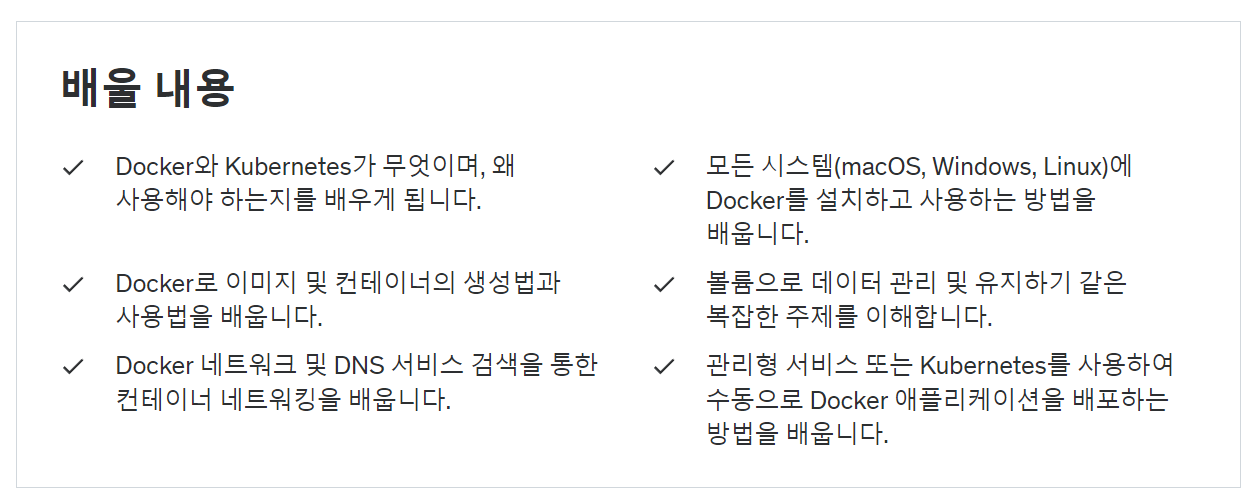 배울 내용
Docker와 Kubernetes가 무엇이며, 왜
사용해야 하는지를 배우게 됩니다.
모든 시스템(macOS, Windows, Linux)에
Docker를 설치하고 사용하는 방법을
배웁니다.
Docker로 이미지 및 컨테이너의 생성법과
사용법을 배웁니다.
볼륨으로 데이터 관리 및 유지하기 같은
복잡한 주제를 이해합니다.
Docker 네트워크 및 DNS 서비스 검색을 통한
컨테이너 네트워킹을 배웁니다.
관리형 서비스 또는 Kubernetes를 사용하여
수동으로 Docker 애플리케이션을 배포하는
방법을 배웁니다.